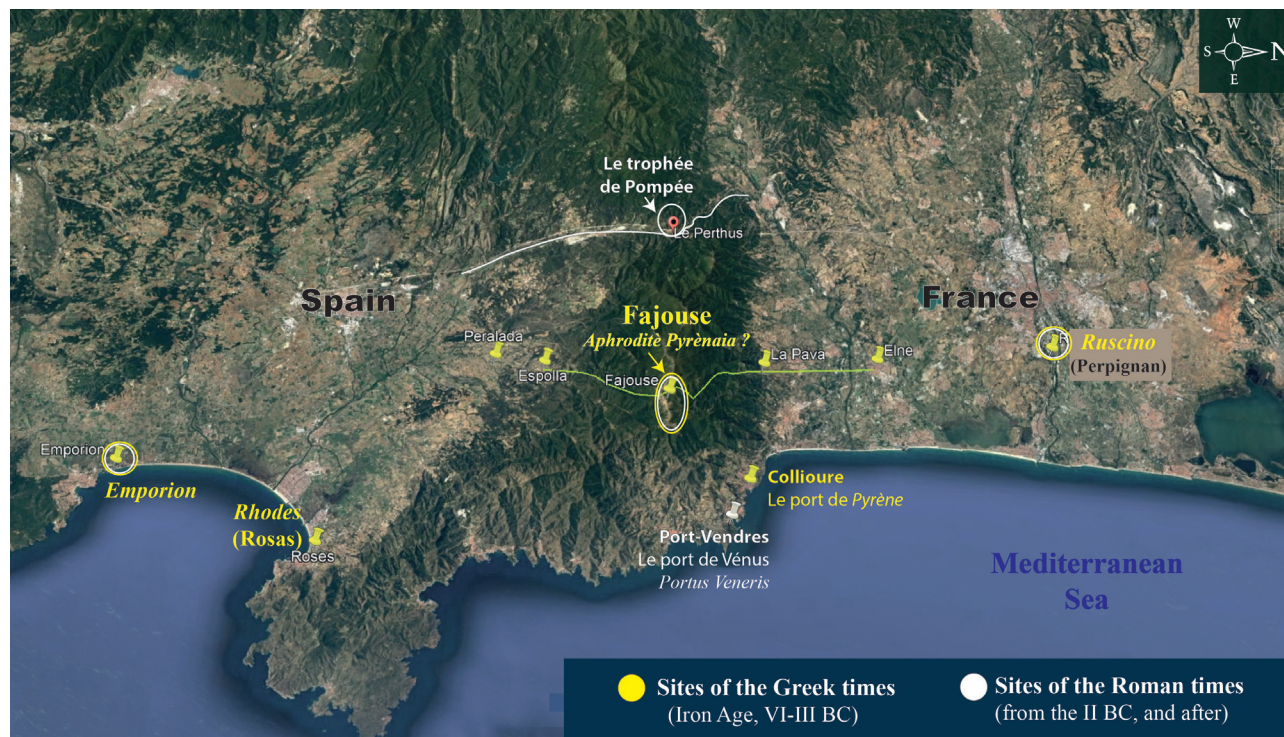 W
S
N
E
Le trophée
de Pompée
Le Perthus
Spain
France
Fajouse
Aphroditè Pyrènaia ?
Peralada
Espolla
Fajouse
La Pava
Elne
Ruscino
(Perpignan)
Emporion
Emporion
Rhodes
(Rosas)
Roses
Collioure
Le port de Pyrène
Port-Vendres
Le port de Vénus
Portus Veneris
Mediterranean
Sea
Sites of the Greek times
(Iron Age, VI-III BC)
Sites of the Roman times
(from the II BC, and after)